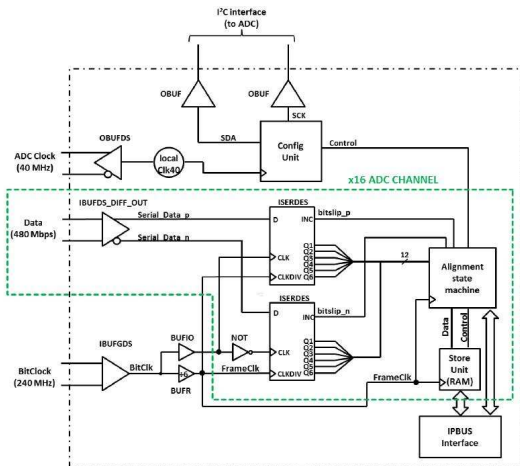 I²C interface
(to ADC)
OBUF
OBUF
SCK
SDA
OBUFDS
ADC Clock
(40 MHz)
local
Clk40
Config
Unit
Control
x16 ADC CHANNEL
IBUFDS_DIFF_OUT
Data
(480 Mbps)
Serial_Data_p
Serial_Data_n
ISERDES
D
INC
bitslip_p
CLK
CLKDIV
Q1
Q2
Q3
Q4
Q5
Q6
12
Alignment
state
machine
ISERDES
D
INC
bitslip_n
CLK
CLKDIV
Q1
Q2
Q3
Q4
Q5
Q6
Data
Control
IBUFGDS
BitClock
(240 MHz)
BitClk
BUFIO
NOT
÷6
BUFR
FrameClk
FrameClk
Store
Unit
(RAM)
IPBUS
Interface